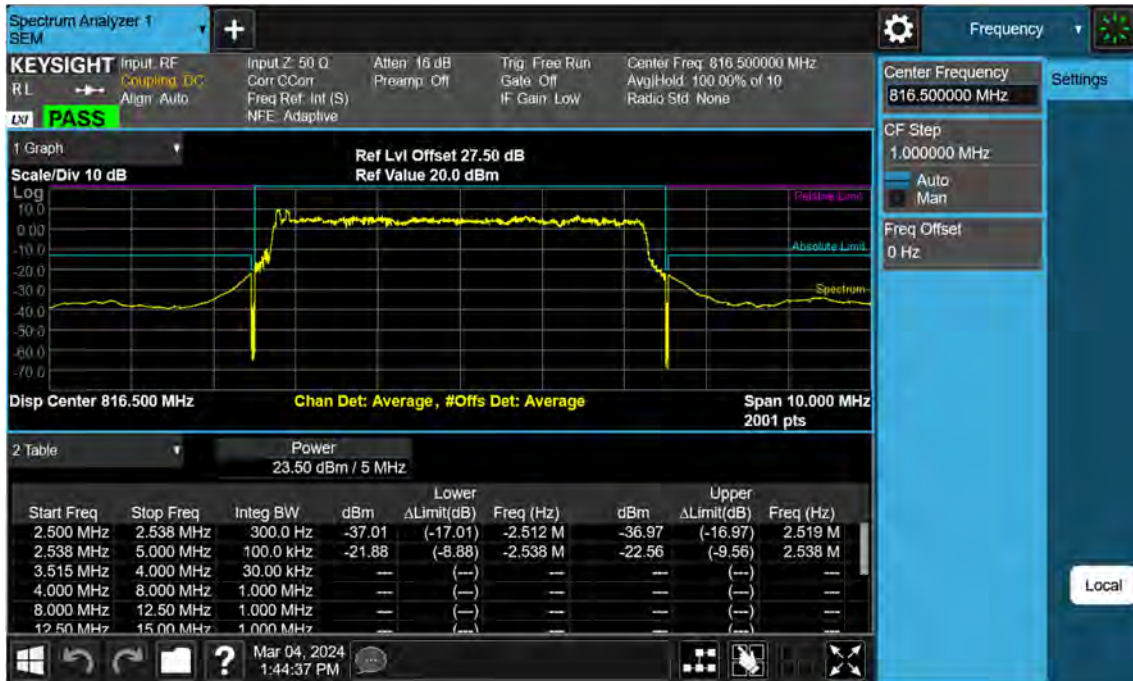 Spectrum Analyzer 1
SEM
+
Frequency
KEYSIGHT
RL
LXI
PASS
Input: RF
Coupling: DC
Align: Auto
Input Z: 50 Ω
Corr CCorr
Freq Ref: Int (S)
NFE: Adaptive
Atten: 16 dB
Preamp: Off
Trig: Free Run
Gate: Off
IF Gain: Low
Center Freq: 816.500000 MHz
Avg|Hold: 100.00% of 10
Radio Std: None
Center Frequency
816.500000 MHz
Settings
CF Step
1.000000 MHz
Auto
Man
Freq Offset
0 Hz
1 Graph
Scale/Div 10 dB
Ref Lvl Offset 27.50 dB
Ref Value 20.0 dBm
Log
10.0
0.00
-10.0
-20.0
-30.0
-40.0
-50.0
-60.0
-70.0
Relative Limit
Absolute Limit
Spectrum
Disp Center 816.500 MHz
Chan Det: Average, #Offs Det: Average
Span 10.000 MHz
2001 pts
2 Table
Power
23.50 dBm / 5 MHz
Lower Upper
Start Freq Stop Freq Integ BW dBm ΔLimit(dB) Freq (Hz) dBm ΔLimit(dB) Freq (Hz)
2.500 MHz 2.538 MHz 300.0 Hz -37.01 (-17.01) -2.512 M -36.97 (-16.97) 2.519 M
2.538 MHz 5.000 MHz 100.0 kHz -21.88 (-8.88) -2.538 M -22.56 (-9.56) 2.538 M
3.515 MHz 4.000 MHz 30.00 kHz --- (---) --- --- (---) ---
4.000 MHz 8.000 MHz 1.000 MHz --- (---) --- --- (---) ---
8.000 MHz 12.50 MHz 1.000 MHz --- (---) --- --- (---) ---
12.50 MHz 15.00 MHz 1.000 MHz --- (---) --- --- (---) ---
Local
?
Mar 04, 2024
1:44:37 PM